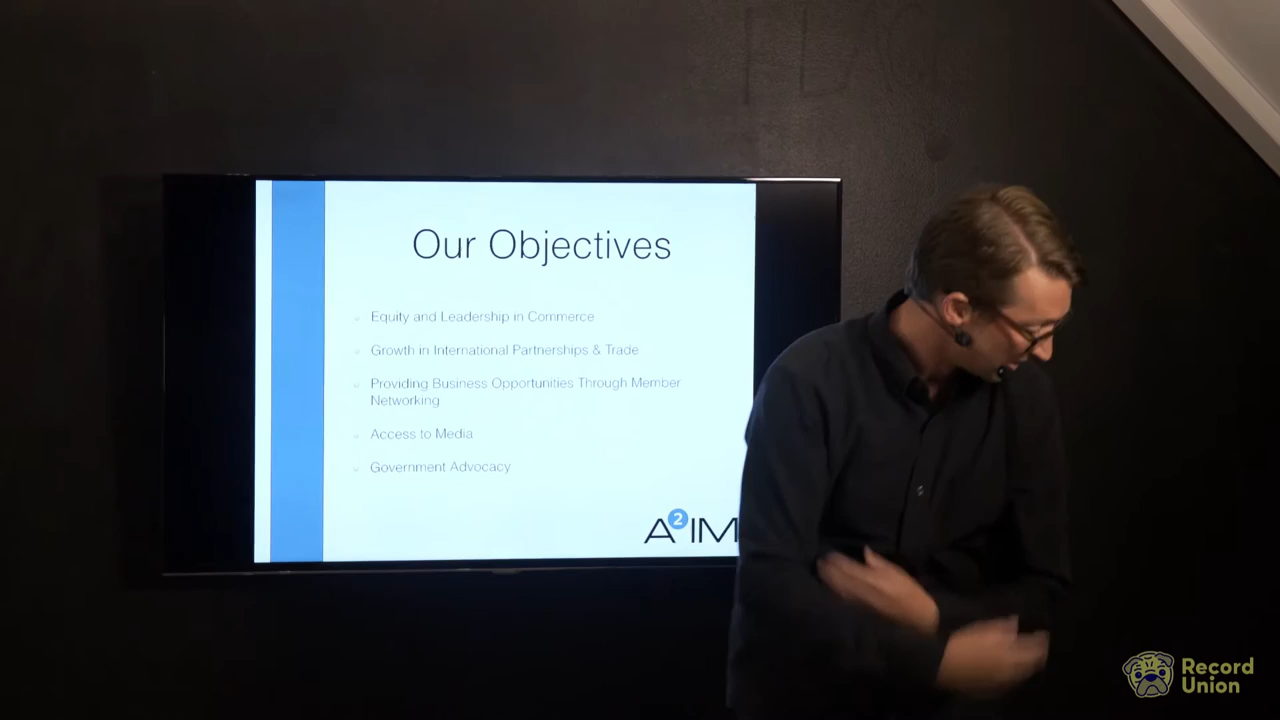 Our Objectives
Equity and Leadership in Commerce
Growth in International Partnerships & Trade
Providing Business Opportunities Through Member
Networking
Access to Media
Government Advocacy
A2IM
Record
Union